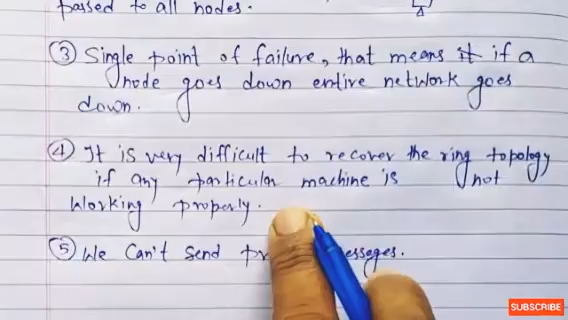 passed to all nodes.
③ Single point of failure, that means if a
node goes down entire network goes
down.
④ It is very difficult to recover the ring topology
if any particular machine is not
working properly.
⑤ We Can't send
SUBSCRIBE